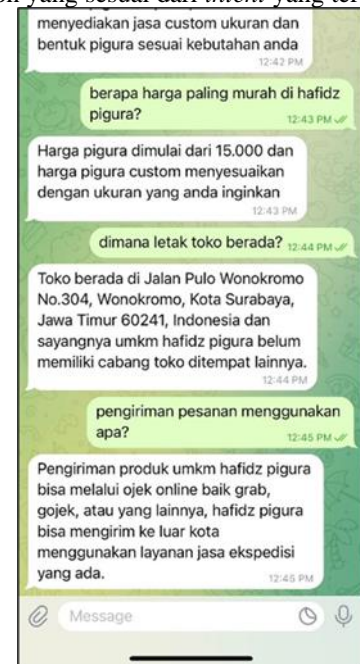 yang sesuai dari intent yang
menyediakan jasa custom ukuran dan
bentuk pigura sesuai kebutahan anda
12:42 PM
berapa harga paling murah di hafidz
pigura?
12:43 PM
Harga pigura dimulai dari 15.000 dan
harga pigura custom menyesuaikan
dengan ukuran yang anda inginkan
12:43 PM
dimana letak toko berada? 12:44 PM
Toko berada di Jalan Pulo Wonokromo
No.304, Wonokromo, Kota Surabaya,
Jawa Timur 60241, Indonesia dan
sayangnya umkm hafidz pigura belum
memiliki cabang toko ditempat lainnya.
12:44 PM
pengiriman pesanan menggunakan
apa?
12:45 PM
Pengiriman produk umkm hafidz pigura
bisa melalui ojek online baik grab,
gojek, atau yang lainnya, hafidz pigura
bisa mengirim ke luar kota
menggunakan layanan jasa ekspedisi
yang ada.
12:45 PM
Message